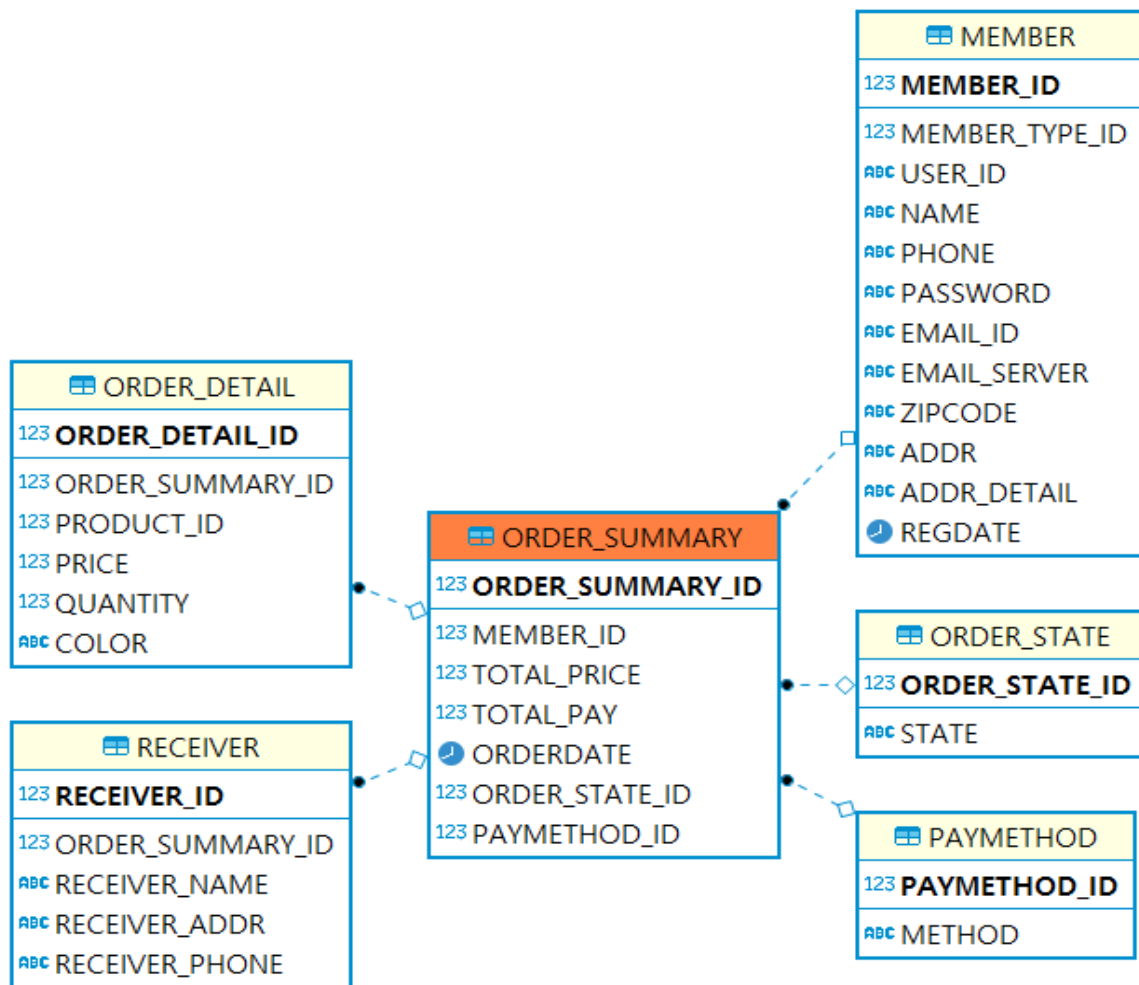 MEMBER
123 MEMBER_ID
123 MEMBER_TYPE_ID
ABC USER_ID
ABC NAME
ABC PHONE
ABC PASSWORD
ABC EMAIL_ID
ABC EMAIL_SERVER
ABC ZIPCODE
ABC ADDR
ABC ADDR_DETAIL
REGDATE
ORDER_DETAIL
123 ORDER_DETAIL_ID
123 ORDER_SUMMARY_ID
123 PRODUCT_ID
123 PRICE
123 QUANTITY
ABC COLOR
ORDER_SUMMARY
123 ORDER_SUMMARY_ID
123 MEMBER_ID
123 TOTAL_PRICE
123 TOTAL_PAY
ORDERDATE
123 ORDER_STATE_ID
123 PAYMETHOD_ID
ORDER_STATE
123 ORDER_STATE_ID
ABC STATE
RECEIVER
123 RECEIVER_ID
123 ORDER_SUMMARY_ID
ABC RECEIVER_NAME
ABC RECEIVER_ADDR
ABC RECEIVER_PHONE
PAYMETHOD
123 PAYMETHOD_ID
ABC METHOD